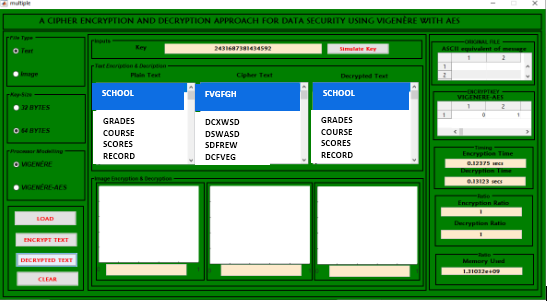 multiple
A CIPHER ENCRYPTION AND DECRYPTION APPROACH FOR DATA SECURITY USING VIGENÈRE WITH AES
File Type
Text
Image
Key Size
32 BYTES
64 BYTES
Processor Modelling
VIGENERE
VIGENERE-AES
LOAD
ENCRYPT TEXT
DECRYPTED TEXT
CLEAR
Inputs
Key
2431687381434592
Simulate Key
Text Encryption & Decryption
Plain Text
Cipher Text
Decrypted Text
SCHOOL
GRADES
COURSE
SCORES
RECORD
FVGFGH
DCXWSD
DSWASD
SDFREW
DCFVEG
SCHOOL
GRADES
COURSE
SCORES
RECORD
Image Encryption & Decryption
ORIGINAL FILE
ASCII equivalent of message
1 2
1
2
ENCRYPTED
VIGENERE-AES
1 2
1 0 1
Timing
Encryption Time
0.12375 secs
Decryption Time
0.13123 secs
Ratio
Encryption Ratio
1
Decryption Ratio
1
Memory Used
1.31032e+09